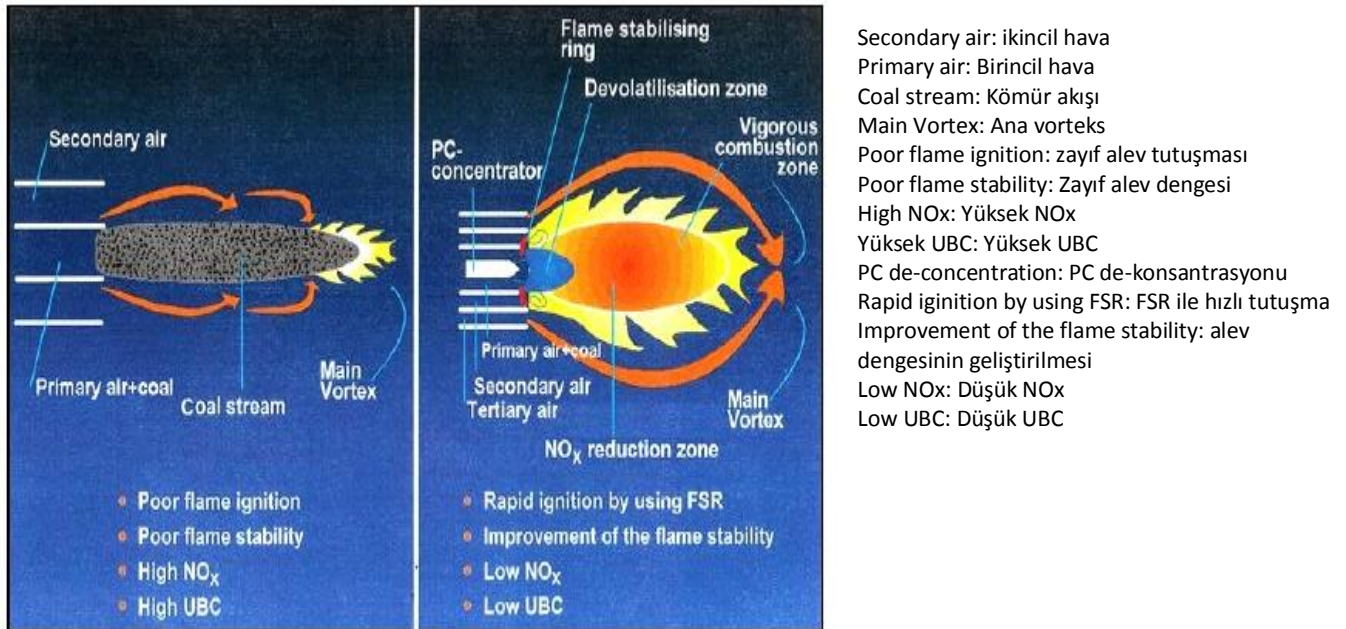 Secondary air
Primary air+coal
Coal stream
Main
Vortex
Poor flame ignition
Poor flame stability
High NOX
High UBC
Flame stabilising
ring
Devolatilisation zone
Vigorous
combustion
zone
PC-
concentrator
Primary air+coal
Secondary air
Tertiary air
Main
Vortex
NOX reduction zone
Rapid ignition by using FSR
Improvement of the flame stability
Low NOX
Low UBC
Secondary air: ikincil hava
Primary air: Birincil hava
Coal stream: Kömür akışı
Main Vortex: Ana vorteks
Poor flame ignition: zayıf alev tutuşması
Poor flame stability: Zayıf alev dengesi
High NOx: Yüksek NOx
Yüksek UBC: Yüksek UBC
PC de-concentration: PC de-konsantrasyonu
Rapid iginition by using FSR: FSR ile hızlı tutuşma
Improvement of the flame stability: alev
dengesinin geliştirilmesi
Low NOx: Düşük NOx
Low UBC: Düşük UBC